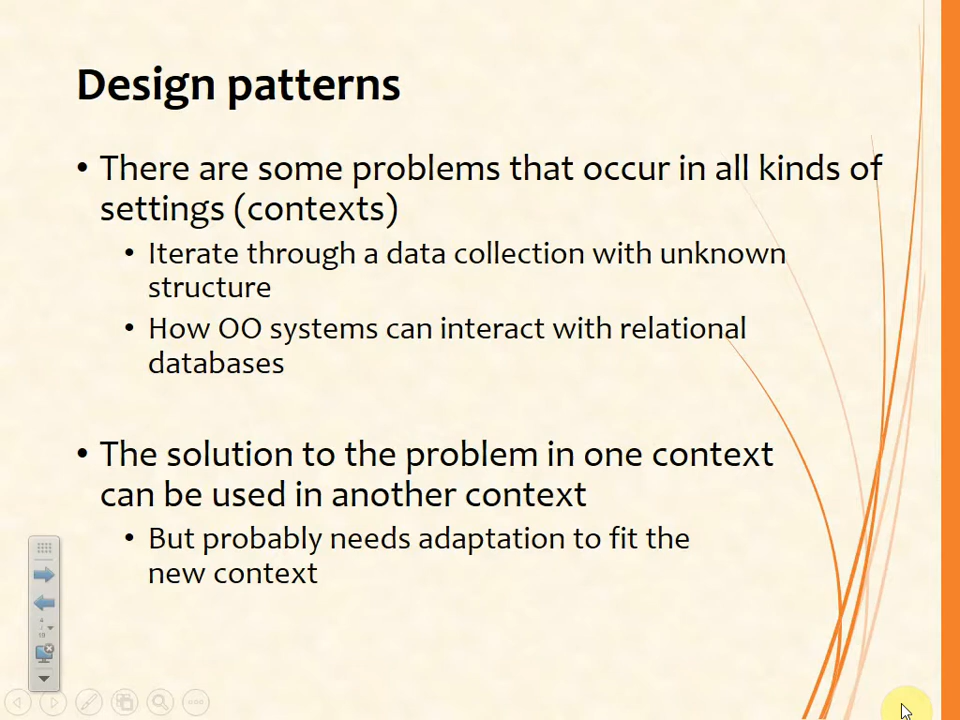 Design patterns
• There are some problems that occur in all kinds of
settings (contexts)
• Iterate through a data collection with unknown
structure
• How OO systems can interact with relational
databases
• The solution to the problem in one context
can be used in another context
• But probably needs adaptation to fit the
new context